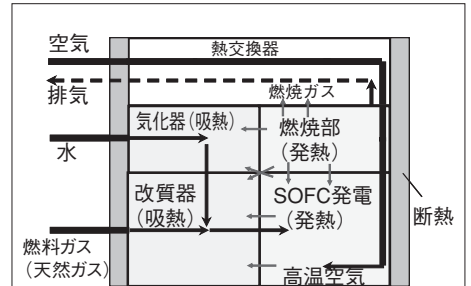 空気
熱交換器
排気
燃焼ガス
気化器(吸熱)
燃焼部
(発熱)
水
改質器
(吸熱)
SOFC発電
(発熱)
断熱
燃料ガス
(天然ガス)
高温空気